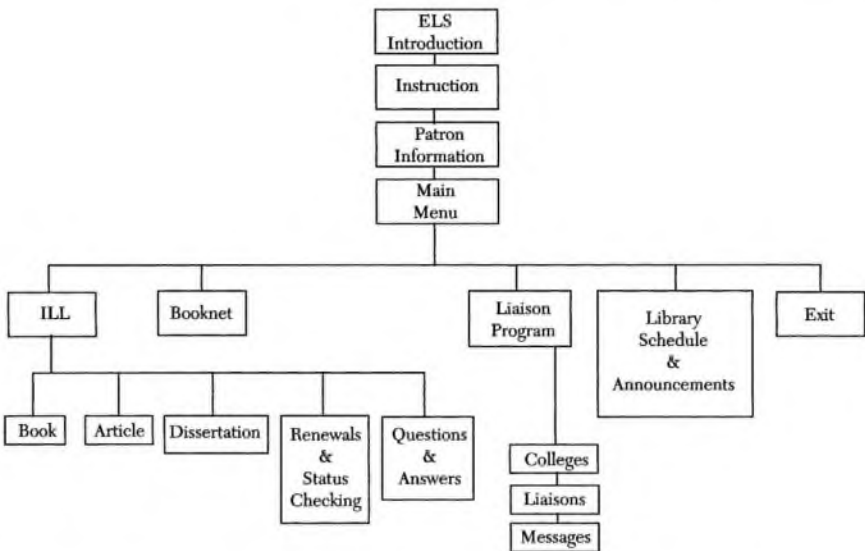 ELS
Introduction
Instruction
Patron
Information
Main
Menu
ILL
Booknet
Liaison
Program
Library
Schedule
&
Announcements
Exit
Book
Article
Dissertation
Renewals
&
Status
Checking
Questions
&
Answers
Colleges
Liaisons
Messages